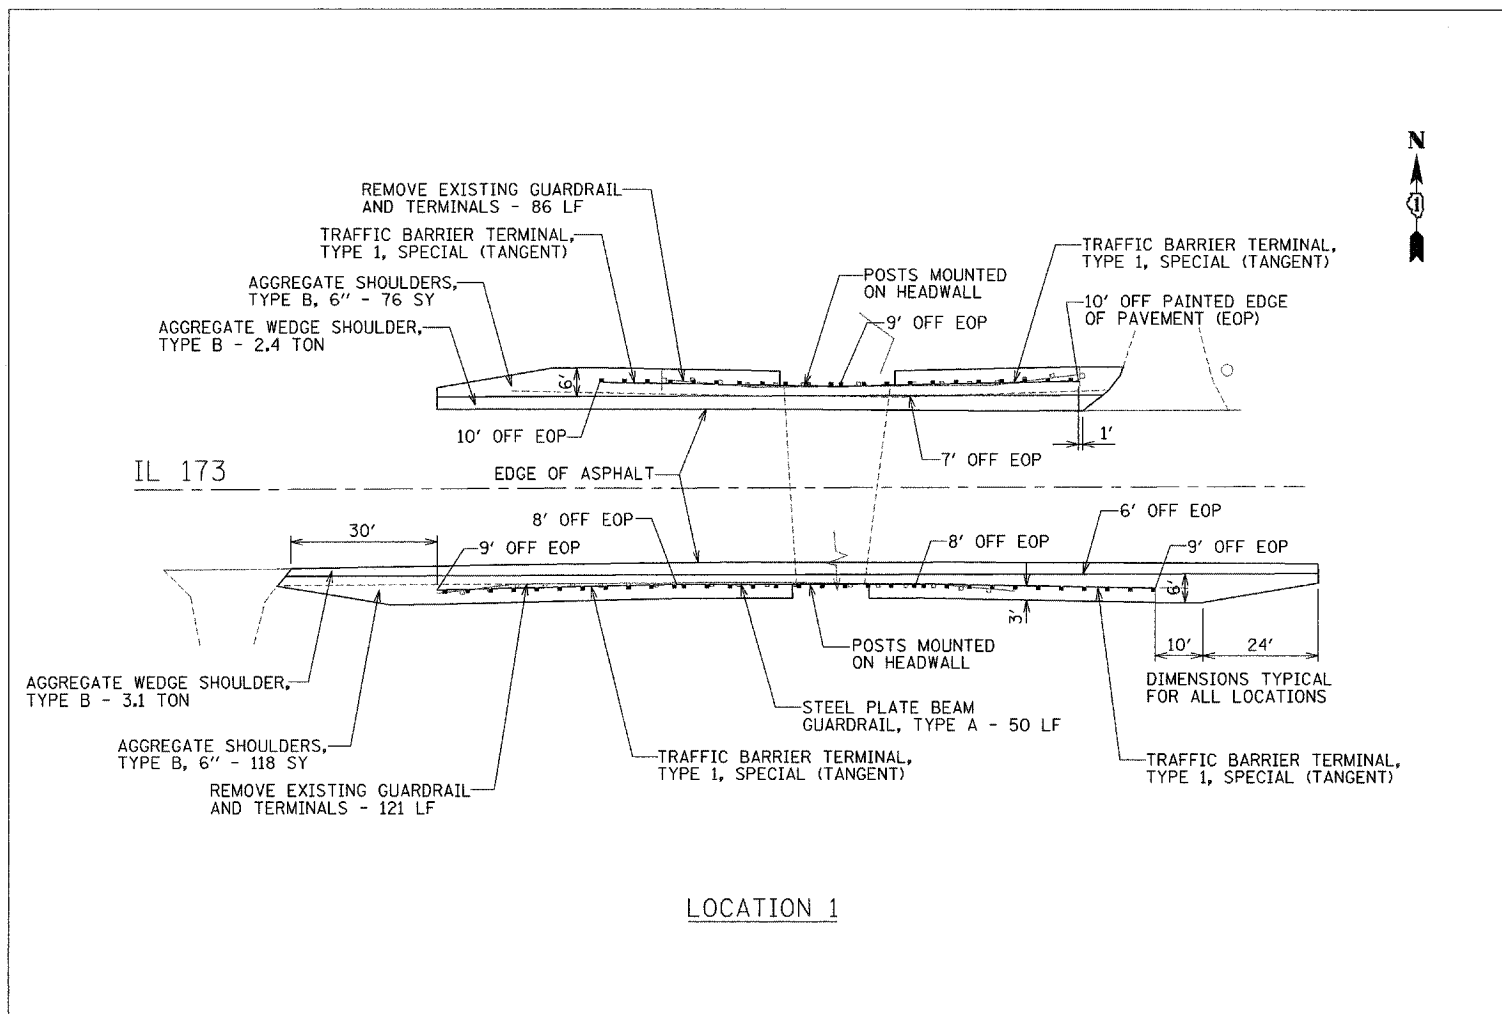 N
1
REMOVE EXISTING GUARDRAIL
AND TERMINALS - 86 LF
TRAFFIC BARRIER TERMINAL,
TYPE 1, SPECIAL (TANGENT)
AGGREGATE SHOULDERS,
TYPE B, 6'' - 76 SY
AGGREGATE WEDGE SHOULDER,
TYPE B - 2.4 TON
POSTS MOUNTED
ON HEADWALL
9' OFF EOP
TRAFFIC BARRIER TERMINAL,
TYPE 1, SPECIAL (TANGENT)
10' OFF PAINTED EDGE
OF PAVEMENT (EOP)
6'
10' OFF EOP
1'
7' OFF EOP
EDGE OF ASPHALT
IL 173
30'
8' OFF EOP
9' OFF EOP
6' OFF EOP
8' OFF EOP
9' OFF EOP
6'
3'
10'
24'
DIMENSIONS TYPICAL
FOR ALL LOCATIONS
POSTS MOUNTED
ON HEADWALL
AGGREGATE WEDGE SHOULDER,
TYPE B - 3.1 TON
STEEL PLATE BEAM
GUARDRAIL, TYPE A - 50 LF
AGGREGATE SHOULDERS,
TYPE B, 6'' - 118 SY
TRAFFIC BARRIER TERMINAL,
TYPE 1, SPECIAL (TANGENT)
TRAFFIC BARRIER TERMINAL,
TYPE 1, SPECIAL (TANGENT)
REMOVE EXISTING GUARDRAIL
AND TERMINALS - 121 LF
LOCATION 1